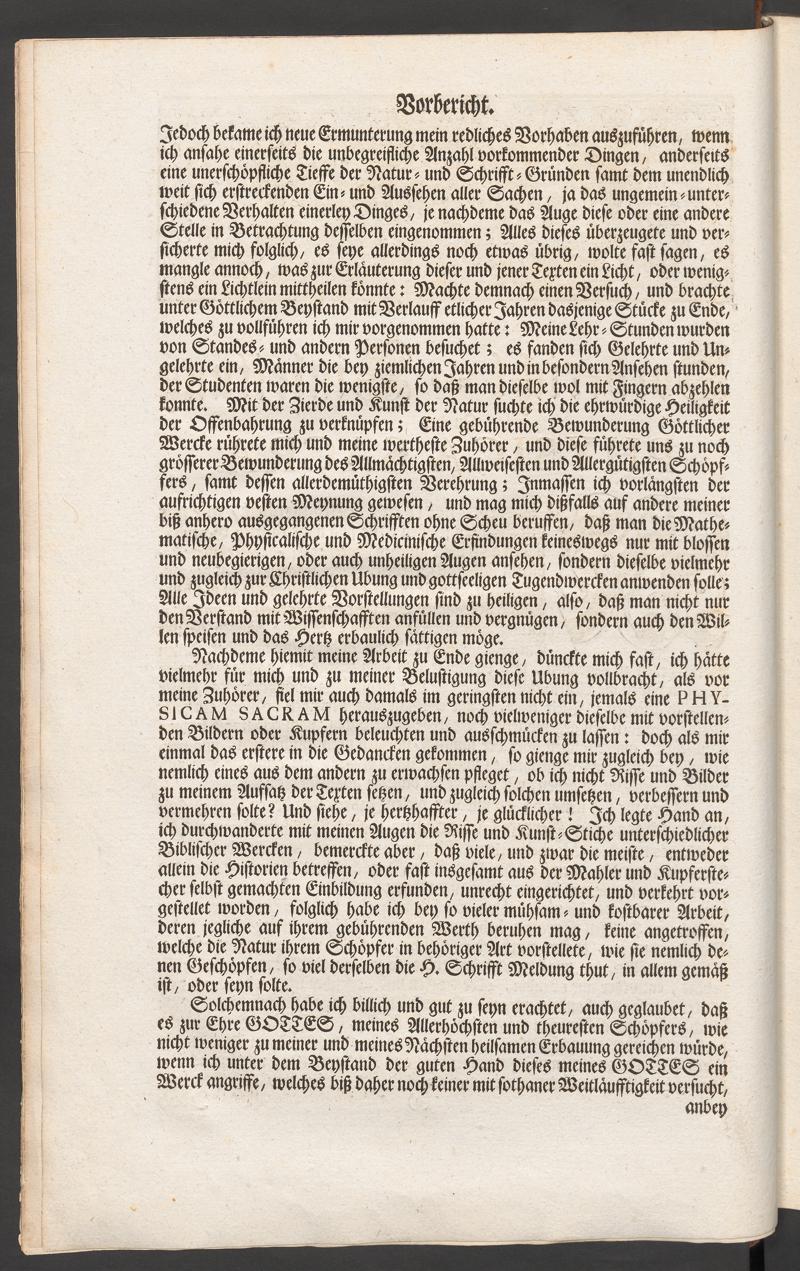 Vorbericht.
Jedoch bekame ich neue Ermunterung mein redliches Vorhaben auszuführen, wenn
ich ansahe einerseits die unbegreifliche Anzahl vorkommender Dingen, anderseits
eine unerschöpfliche Tieffe der Natur- und Schrifft-Gründen samt dem unendlich
weit sich erstreckenden Ein- und Aussehen aller Sachen, ja das ungemein-unter-
schiedene Verhalten einerley Dinges, je nachdeme das Auge diese oder eine andere
Stelle in Betrachtung desselben eingenommen; Alles dieses überzeugete und ver-
sicherte mich folglich, es seye allerdings noch etwas übrig, wolte fast sagen, es
mangle annoch, was zur Erläuterung dieser und jener Texten ein Licht, oder wenig-
stens ein Lichtlein mittheilen könnte: Machte demnach einen Versuch, und brachte
unter Göttlichem Beystand mit Verlauff etlicher Jahren dasjenige Stücke zu Ende,
welches zu vollführen ich mir vorgenommen hatte: Meine Lehr-Stunden wurden
von Standes- und andern Personen besuchet; es fanden sich Gelehrte und Un-
gelehrte ein, Männer die bey ziemlichen Jahren und in besondern Ansehen stunden,
der Studenten waren die wenigste, so daß man dieselbe wol mit Fingern abzehlen
konnte. Mit der Zierde und Kunst der Natur suchte ich die ehrwürdige Heiligkeit
der Offenbahrung zu verknüpfen; Eine gebührende Bewunderung Göttlicher
Wercke rührete mich und meine wertheste Zuhörer, und diese führete uns zu noch
grösserer Bewunderung des Allmächtigsten, Allweisesten und Allergütigsten Schöpf-
fers, samt dessen allerdemüthigsten Verehrung; Inmassen ich vorlängsten der
aufrichtigen vesten Meynung gewesen, und mag mich dißfalls auf andere meiner
biß anhero ausgegangenen Schrifften ohne Scheu beruffen, daß man die Mathe-
matische, Physicalische und Medicinische Erfindungen keineswegs nur mit blossen
und neubegierigen, oder auch unheiligen Augen ansehen, sondern dieselbe vielmehr
und zugleich zur Christlichen Ubung und gottseeligen Tugendwercken anwenden solle;
Alle Ideen und gelehrte Vorstellungen sind zu heiligen, also, daß man nicht nur
den Verstand mit Wissenschafften anfüllen und vergnügen, sondern auch den Wil-
len speisen und das Hertz erbaulich sättigen möge.
Nachdeme hiemit meine Arbeit zu Ende gienge, dünckte mich fast, ich hätte
vielmehr für mich und zu meiner Belustigung diese Ubung vollbracht, als vor
meine Zuhörer, fiel mir auch damals im geringsten nicht ein, jemals eine PHY-
SICAM SACRAM herauszugeben, noch vielweniger dieselbe mit vorstellen-
den Bildern oder Kupfern beleuchten und ausschmücken zu lassen: doch als mir
einmal das erstere in die Gedancken gekommen, so gienge mir zugleich bey, wie
nemlich eines aus dem andern zu erwachsen pfleget, ob ich nicht Risse und Bilder
zu meinem Aufsatz der Texten setzen, und zugleich solchen umsetzen, verbessern und
vermehren solte? Und siehe, je hertzhaffter, je glücklicher! Ich legte Hand an,
ich durchwanderte mit meinen Augen die Risse und Kunst-Stiche unterschiedlicher
Biblischer Wercken, bemerckte aber, daß viele, und zwar die meiste, entweder
allein die Historien betreffen, oder fast insgesamt aus der Mahler und Kupferste-
cher selbst gemachten Einbildung erfunden, unrecht eingerichtet, und verkehrt vor-
gestellet worden, folglich habe ich bey so vieler mühsam- und kostbarer Arbeit,
deren jegliche auf ihrem gebührenden Werth beruhen mag, keine angetroffen,
welche die Natur ihrem Schöpfer in behöriger Art vorstellete, wie sie nemlich de-
nen Geschöpfen, so viel derselben die H. Schrifft Meldung thut, in allem gemäß
ist, oder seyn solte.
Solchemnach habe ich billich und gut zu seyn erachtet, auch geglaubet, daß
es zur Ehre GOTTES, meines Allerhöchsten und theuresten Schöpfers, wie
nicht weniger zu meiner und meines Nächsten heilsamen Erbauung gereichen würde,
wenn ich unter dem Beystand der guten Hand dieses meines GOTTES ein
Werck angriffe, welches biß daher noch keiner mit sothaner Weitläufftigkeit versucht,
anbey